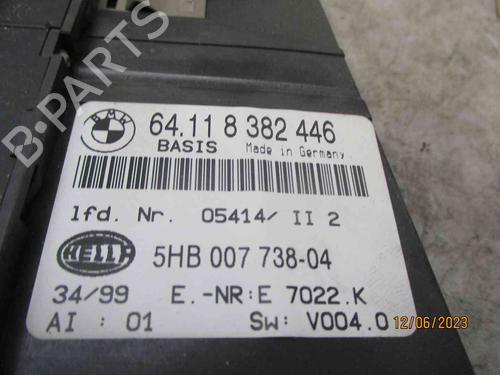 B-PARTS
BMW
64.11 8 382 446
BASIS Made in Germany
lfd. Nr. 05414/ II 2
HELLA 5HB 007 738-04
34/99 E.-NR:E 7022.K
AI : 01 SW: V004.0
12/06/2023